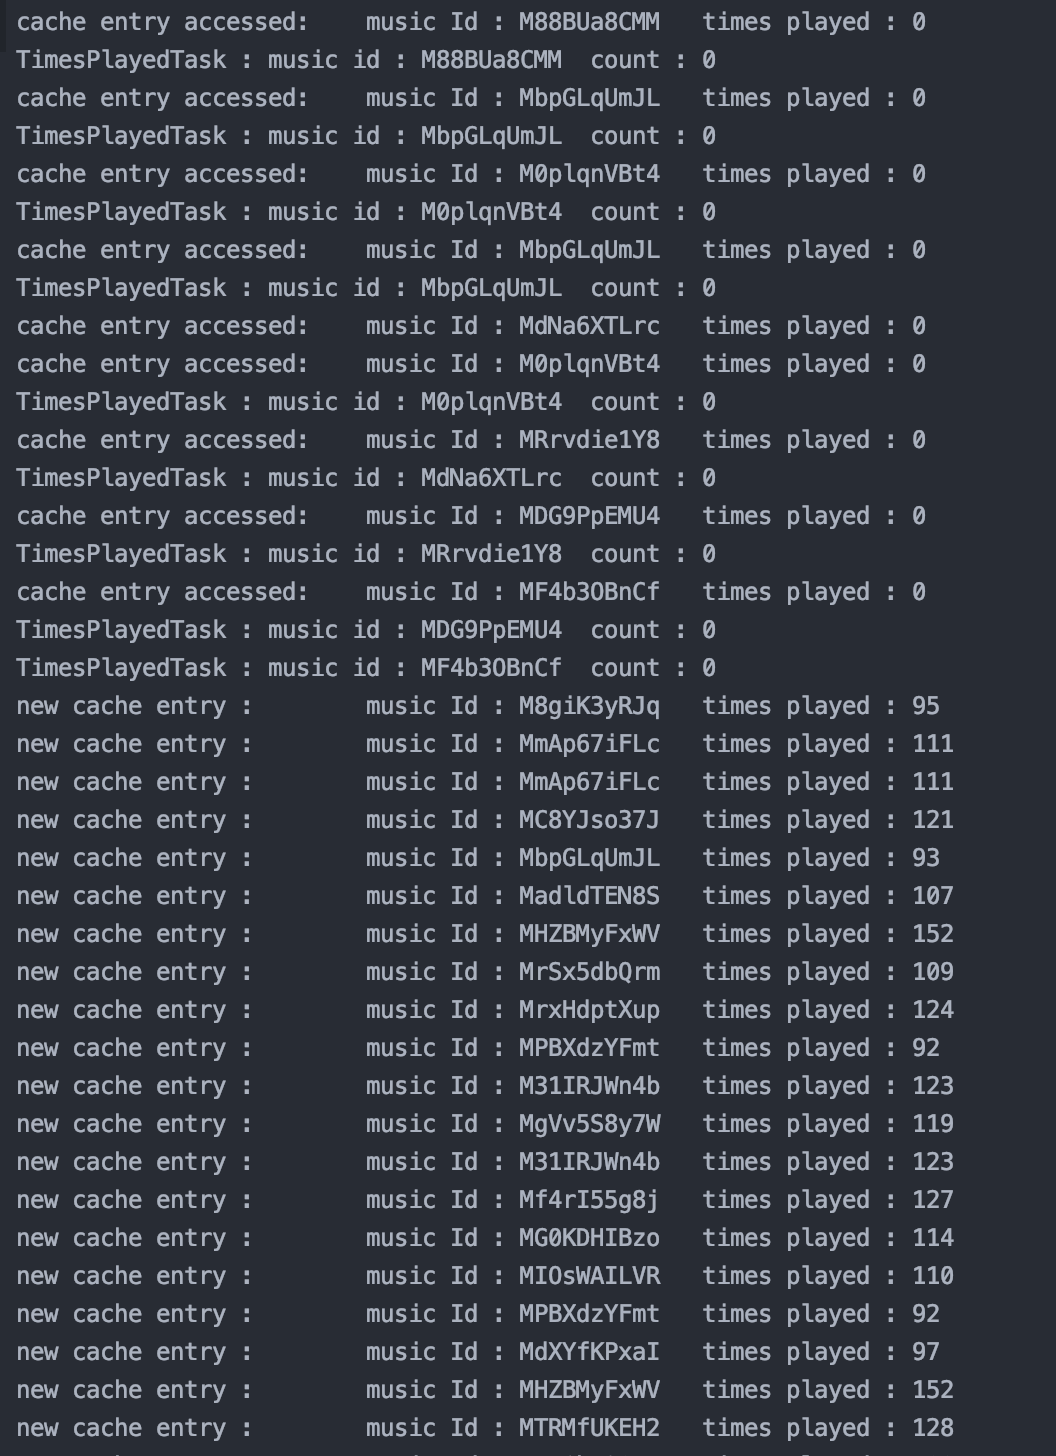 cache entry accessed:    music Id : M88BUa8CMM   times played : 0
TimesPlayedTask : music id : M88BUa8CMM  count : 0
cache entry accessed:    music Id : MbpGLqUmJL   times played : 0
TimesPlayedTask : music id : MbpGLqUmJL  count : 0
cache entry accessed:    music Id : M0plqnVBt4   times played : 0
TimesPlayedTask : music id : M0plqnVBt4  count : 0
cache entry accessed:    music Id : MbpGLqUmJL   times played : 0
TimesPlayedTask : music id : MbpGLqUmJL  count : 0
cache entry accessed:    music Id : MdNa6XTLrc   times played : 0
cache entry accessed:    music Id : M0plqnVBt4   times played : 0
TimesPlayedTask : music id : M0plqnVBt4  count : 0
cache entry accessed:    music Id : MRrvdie1Y8   times played : 0
TimesPlayedTask : music id : MdNa6XTLrc  count : 0
cache entry accessed:    music Id : MDG9PpEMU4   times played : 0
TimesPlayedTask : music id : MRrvdie1Y8  count : 0
cache entry accessed:    music Id : MF4b3OBnCf   times played : 0
TimesPlayedTask : music id : MDG9PpEMU4  count : 0
TimesPlayedTask : music id : MF4b3OBnCf  count : 0
new cache entry :        music Id : M8giK3yRJq   times played : 95
new cache entry :        music Id : MmAp67iFLc   times played : 111
new cache entry :        music Id : MmAp67iFLc   times played : 111
new cache entry :        music Id : MC8YJso37J   times played : 121
new cache entry :        music Id : MbpGLqUmJL   times played : 93
new cache entry :        music Id : MadldTEN8S   times played : 107
new cache entry :        music Id : MHZBMyFxWV   times played : 152
new cache entry :        music Id : MrSx5dbQrm   times played : 109
new cache entry :        music Id : MrxHdptXup   times played : 124
new cache entry :        music Id : MPBXdzYFmt   times played : 92
new cache entry :        music Id : M31IRJWn4b   times played : 123
new cache entry :        music Id : MgVv5S8y7W   times played : 119
new cache entry :        music Id : M31IRJWn4b   times played : 123
new cache entry :        music Id : Mf4rI55g8j   times played : 127
new cache entry :        music Id : MG0KDHIBzo   times played : 114
new cache entry :        music Id : MIOsWAILVR   times played : 110
new cache entry :        music Id : MPBXdzYFmt   times played : 92
new cache entry :        music Id : MdXYfKPxaI   times played : 97
new cache entry :        music Id : MHZBMyFxWV   times played : 152
new cache entry :        music Id : MTRMfUKEH2   times played : 128